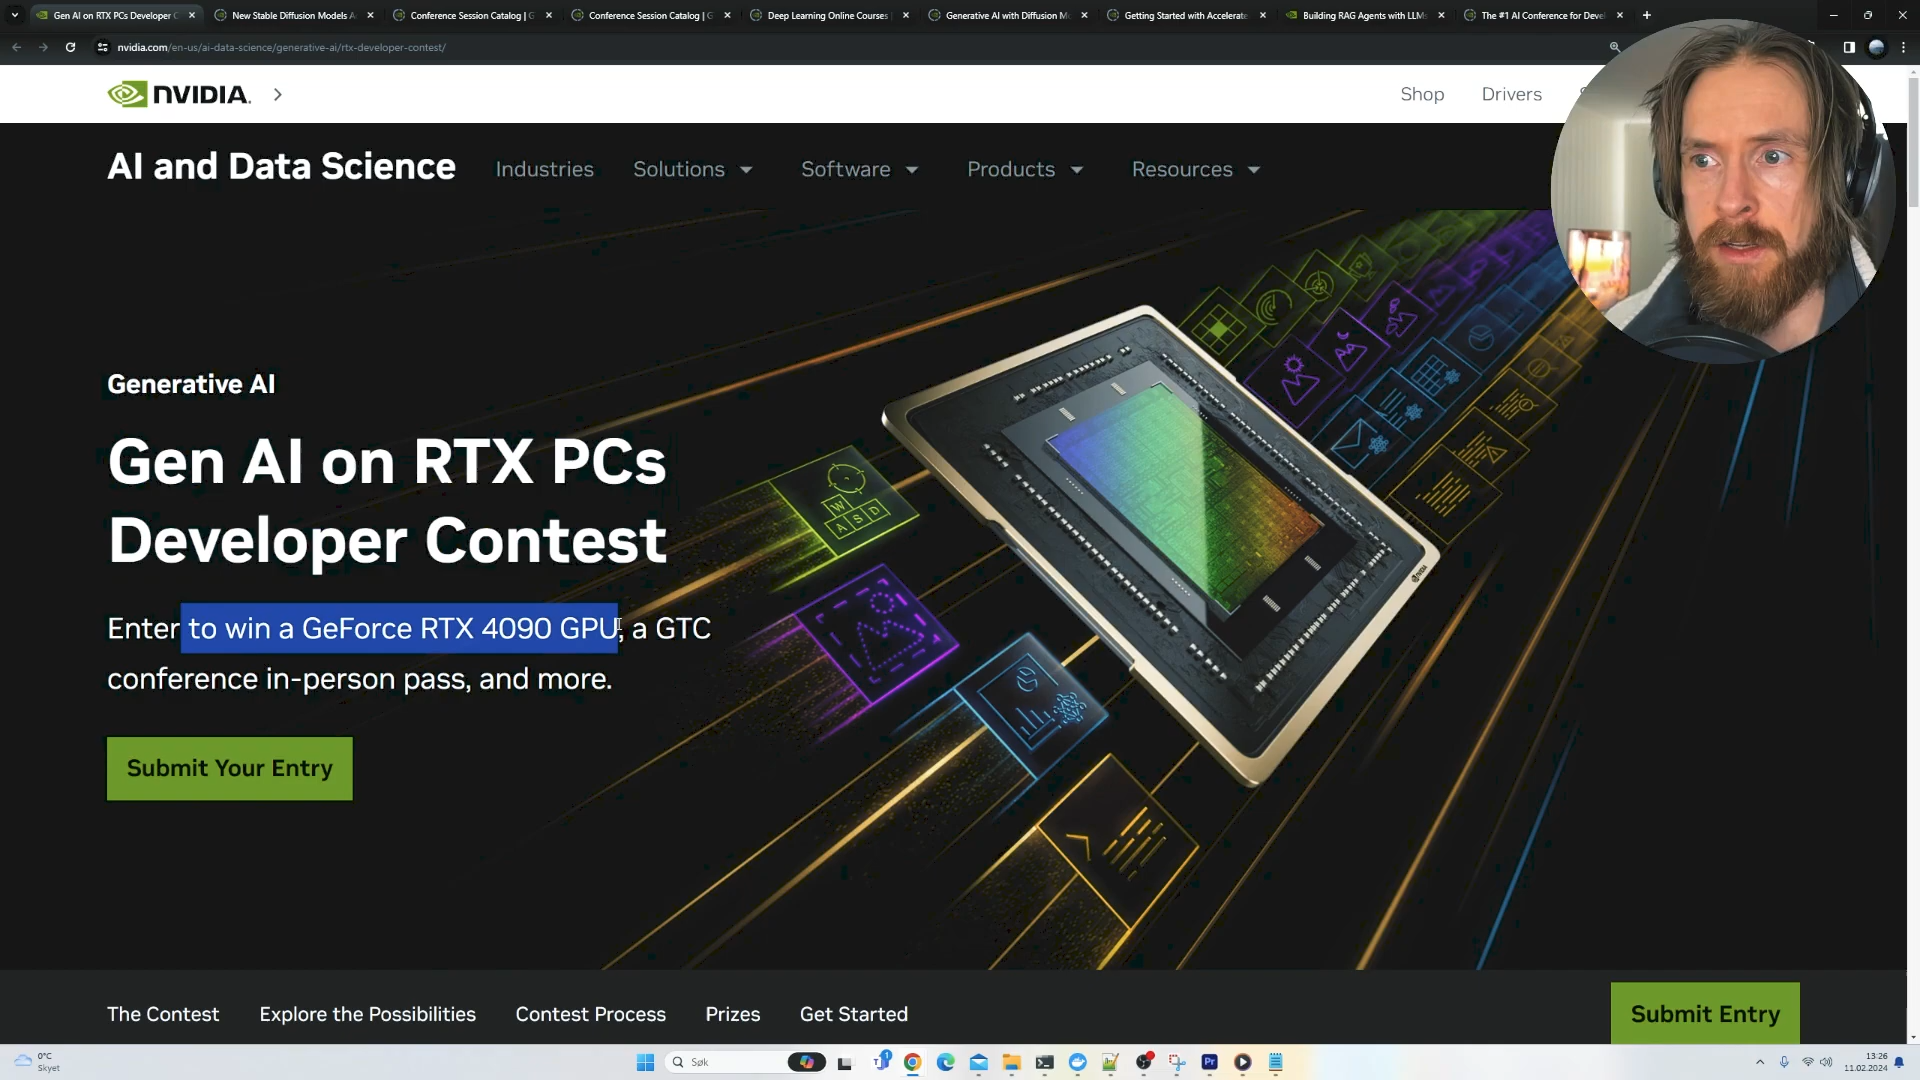 Gen AI on RTX PCs Developer C
New Stable Diffusion Models A
Conference Session Catalog | G
Conference Session Catalog | G
Deep Learning Online Courses |
Generative AI with Diffusion Mo
Getting Started with Accelerate
Building RAG Agents with LLMs
The #1 AI Conference for Devel
nvidia.com/en-us/ai-data-science/generative-ai/rtx-developer-contest/
NVIDIA.
Shop
Drivers
AI and Data Science
Industries
Solutions
Software
Products
Resources
W
A S D
Generative AI
Gen AI on RTX PCs
Developer Contest
Enter to win a GeForce RTX 4090 GPU, a GTC
conference in-person pass, and more.
Submit Your Entry
The Contest
Explore the Possibilities
Contest Process
Prizes
Get Started
Submit Entry
0°C
Skyet
Søk
1
Pr
13:26
11.02.2024